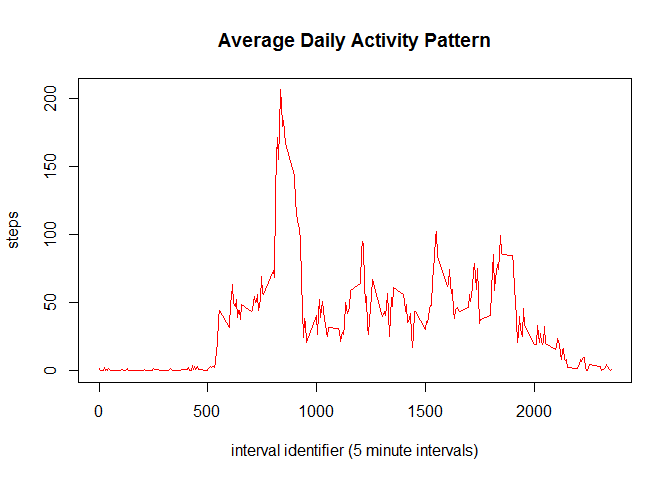 Average Daily Activity Pattern
200
150
100
50
0
steps
0 500 1000 1500 2000
interval identifier (5 minute intervals)